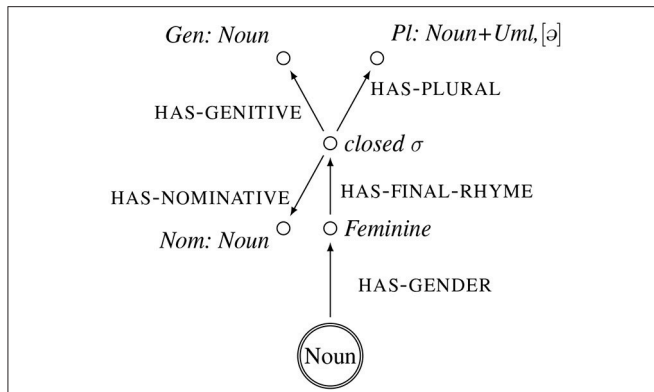 Gen: Noun
Pl: Noun+Uml,[ə]
HAS-GENITIVE
HAS-PLURAL
closed σ
HAS-NOMINATIVE
HAS-FINAL-RHYME
Nom: Noun
Feminine
HAS-GENDER
Noun